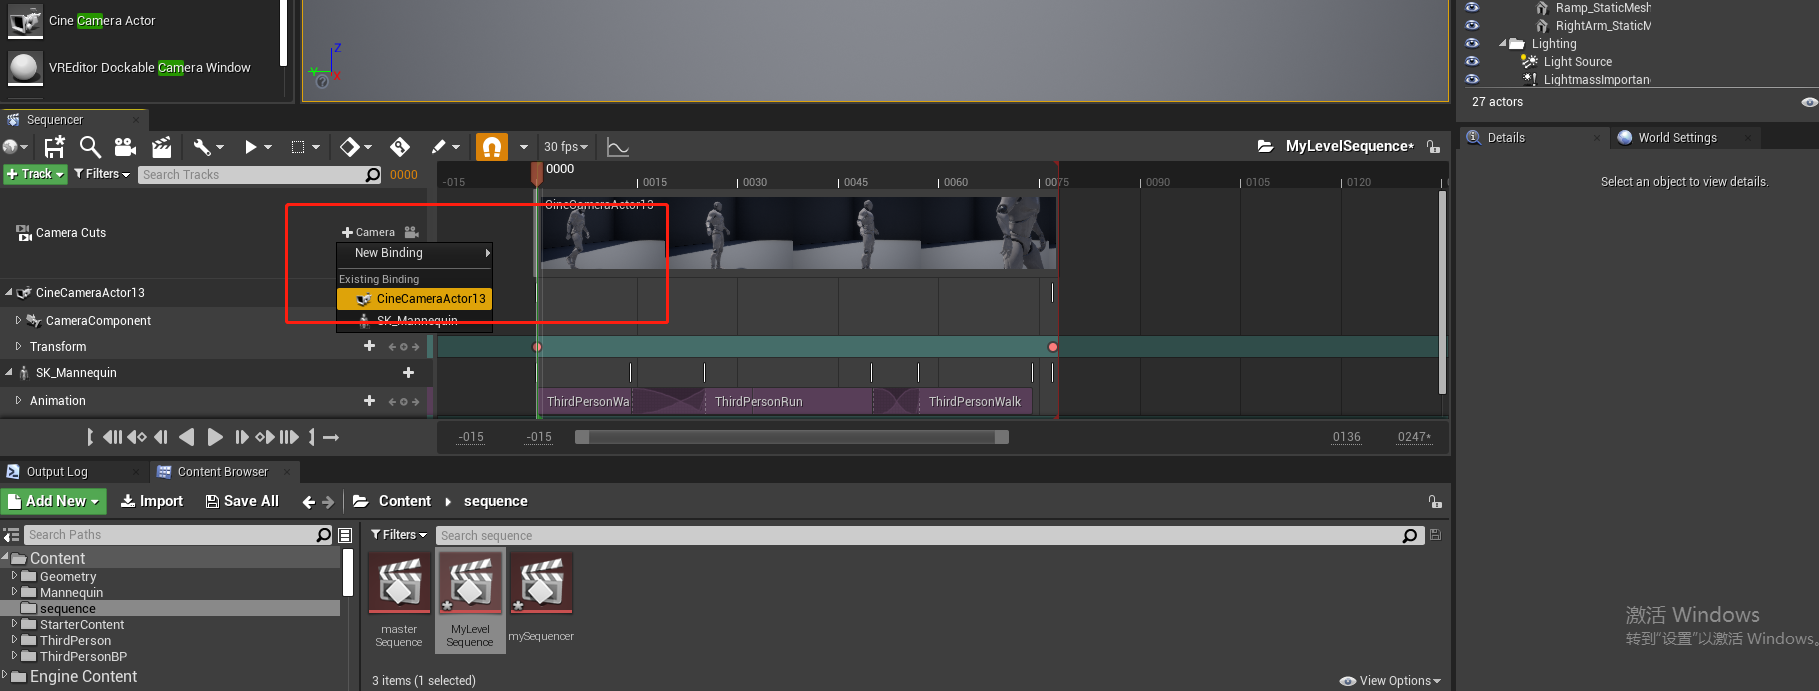 Cine Camera Actor
VREditor Dockable Camera Window
Z
Y
X
Ramp_StaticMesh
RightArm_StaticM
Lighting
Light Source
LightmassImportan
27 actors
Sequencer
30 fps
MyLevelSequence*
Details
World Settings
Select an object to view details.
Track
Filters
Search Tracks
0000
-015
0000
0015
0030
0045
0060
0075
0090
0105
0120
Camera Cuts
Camera
CineCameraActor13
New Binding
Existing Binding
CineCameraActor13
SK_Mannequin
CineCameraActor13
CameraComponent
Transform
SK_Mannequin
Animation
ThirdPersonWa
ThirdPersonRun
ThirdPersonWalk
-015
-015
0136
0247*
Output Log
Content Browser
Add New
Import
Save All
Content
sequence
Search Paths
Filters
Search sequence
Content
Geometry
Mannequin
sequence
StarterContent
ThirdPerson
ThirdPersonBP
Engine Content
master
Sequence
MyLevel
Sequence
mySequencer
3 items (1 selected)
View Options
激活 Windows
转到“设置”以激活 Windows。